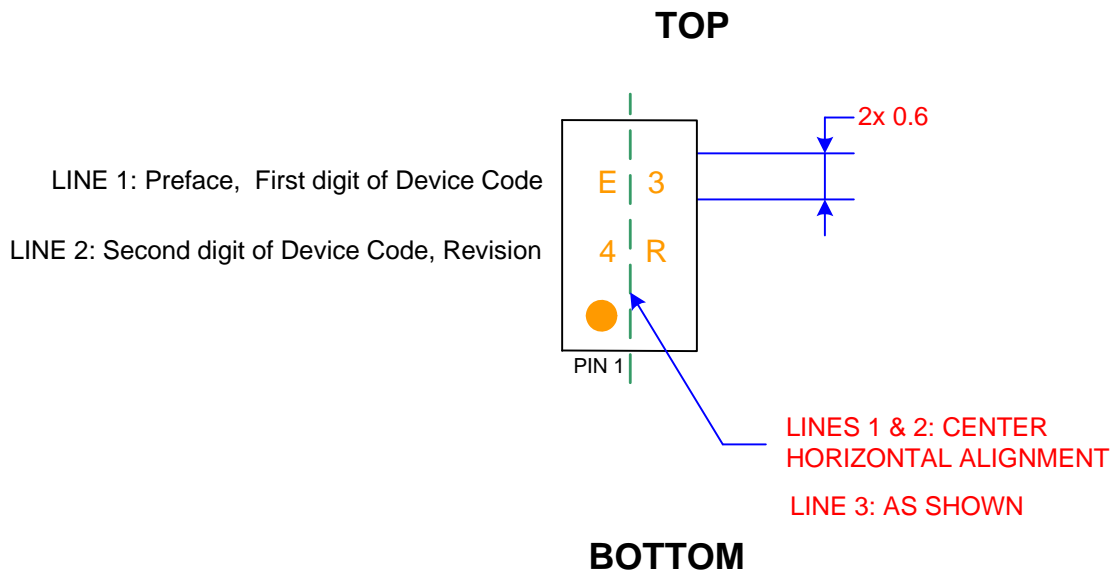 TOP
2x 0.6
LINE 1: Preface, First digit of Device Code
E 3
LINE 2: Second digit of Device Code, Revision
4 R
PIN 1
LINES 1 & 2: CENTER
HORIZONTAL ALIGNMENT
LINE 3: AS SHOWN
BOTTOM